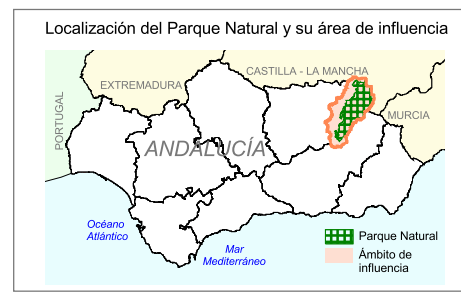 Localización del Parque Natural y su área de influencia
CASTILLA - LA MANCHA
EXTREMADURA
PORTUGAL
MURCIA
ANDALUCÍA
Océano
Atlántico
Mar
Mediterráneo
Parque Natural
Ámbito de
influencia